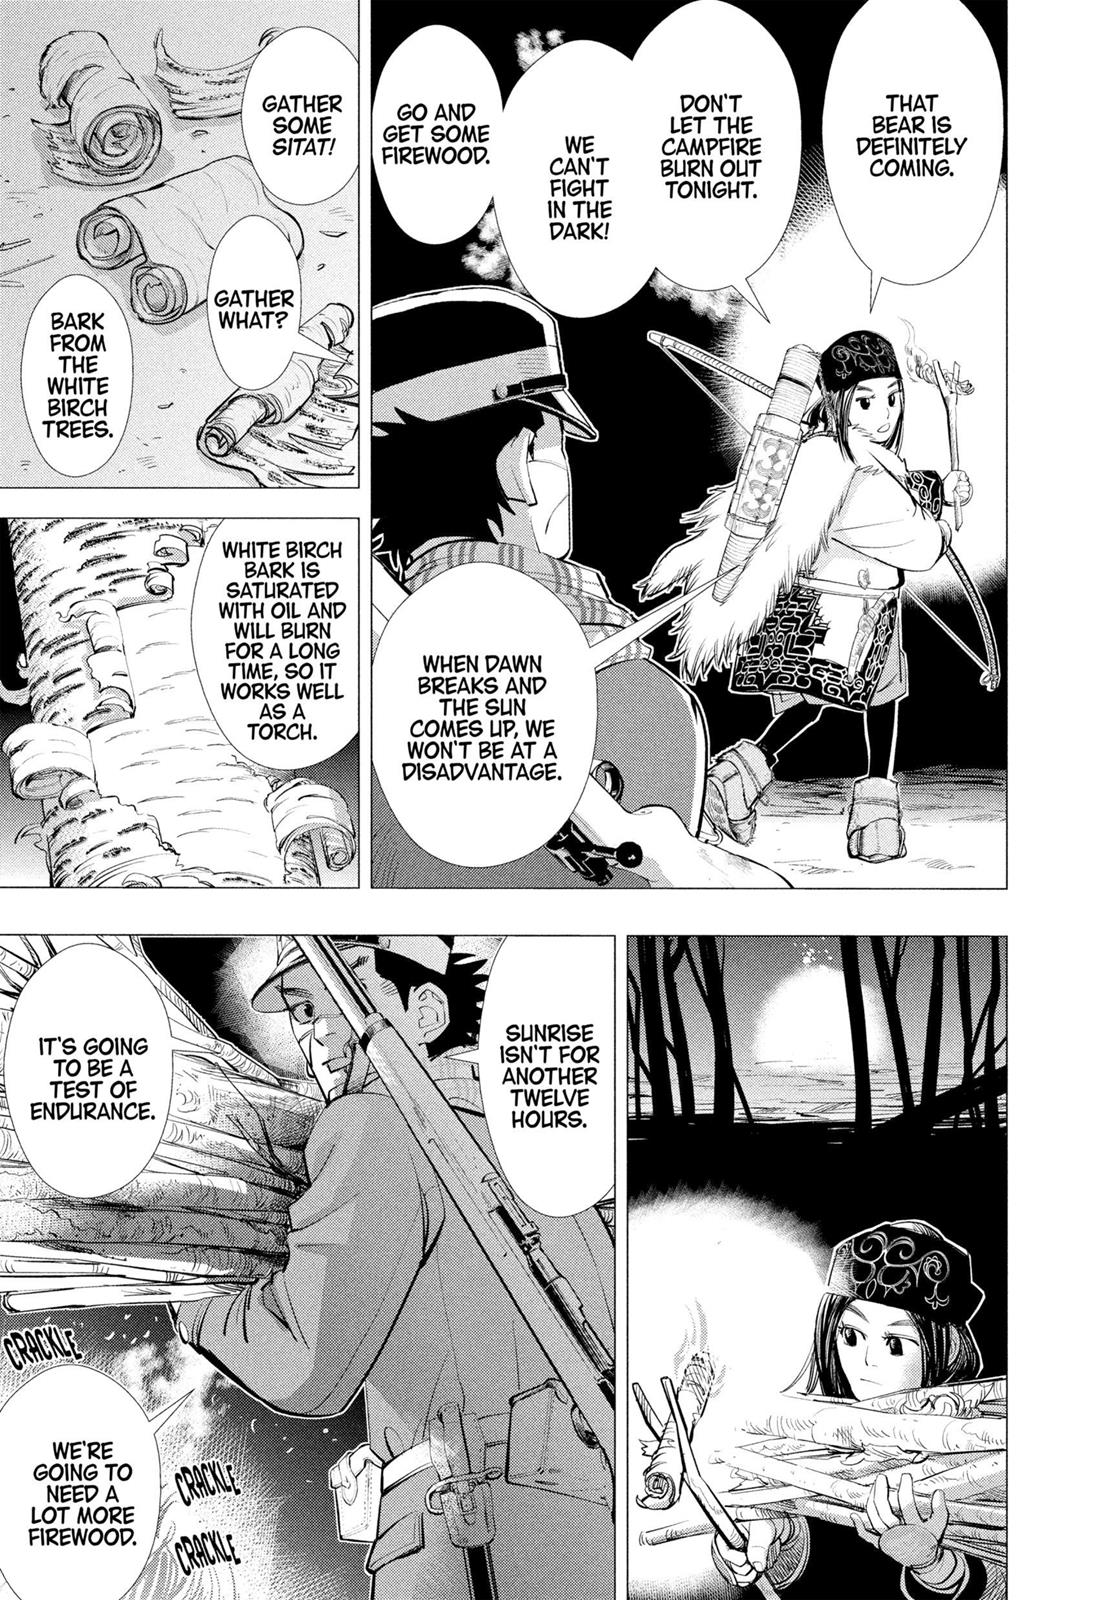 THAT
BEAR IS
DEFINITELY
COMING.
DON'T
LET THE
CAMPFIRE
BURN OUT
TONIGHT.
WE
CAN'T
FIGHT
IN THE
DARK!
GO AND
GET SOME
FIREWOOD.
WHEN DAWN
BREAKS AND
THE SUN
COMES UP, WE
WON'T BE AT A
DISADVANTAGE.
GATHER
SOME
SITAT!
GATHER
WHAT?
BARK
FROM
THE
WHITE
BIRCH
TREES.
WHITE BIRCH
BARK IS
SATURATED
WITH OIL AND
WILL BURN
FOR A LONG
TIME, SO IT
WORKS WELL
AS A
TORCH.
SUNRISE
ISN'T FOR
ANOTHER
TWELVE
HOURS.
IT'S GOING
TO BE A
TEST OF
ENDURANCE.
CRACKLE
WE'RE
GOING TO
NEED A
LOT MORE
FIREWOOD.
CRACKLE
CRACKLE